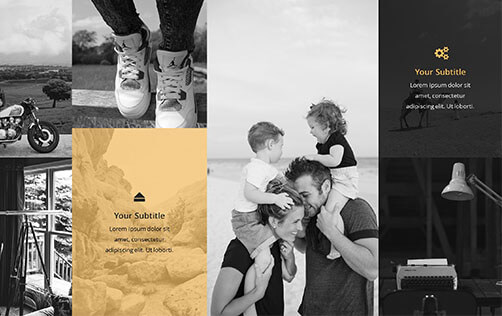 Your Subtitle
Lorem ipsum dolor sit
amet, consectetur
adipiscing elit. Ut loborti.
Your Subtitle
Lorem ipsum dolor sit
amet, consectetur
adipiscing elit. Ut loborti.